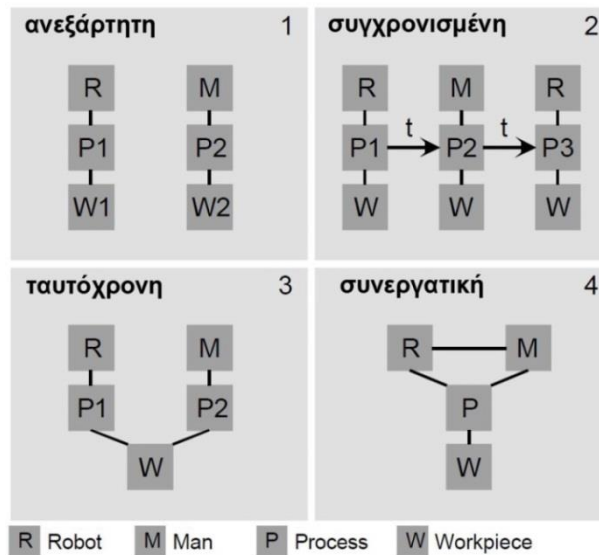 ανεξάρτητη 1
R M
P1 P2
W1 W2
συγχρονισμένη 2
R M R
t t
P1 P2 P3
W W W
ταυτόχρονη 3
R M
P1 P2
W
συνεργατική 4
R M
P
W
R Robot M Man P Process W Workpiece